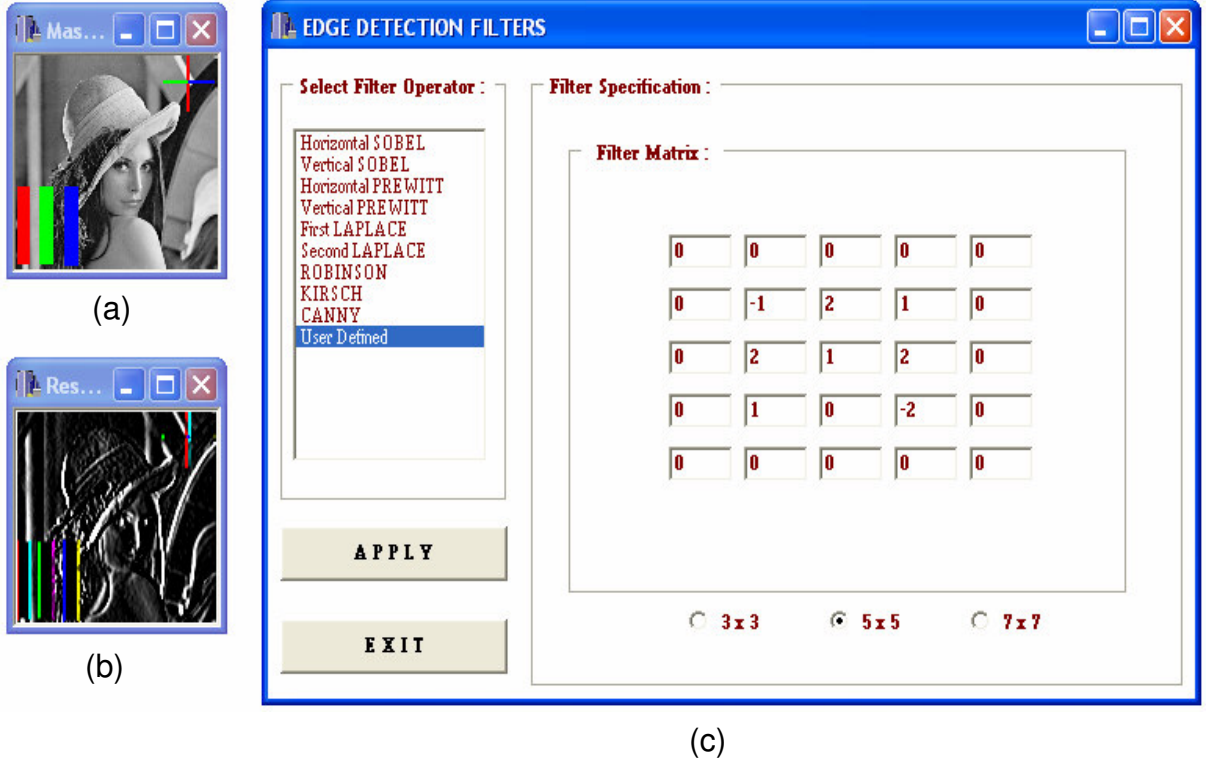 Mas...
(a)
Res...
(b)
EDGE DETECTION FILTERS
Select Filter Operator :
Horizontal SOBEL
Vertical SOBEL
Horizontal PREWITT
Vertical PREWITT
First LAPLACE
Second LAPLACE
ROBINSON
KIRSCH
CANNY
User Defined
APPLY
EXIT
Filter Specification :
Filter Matrix :
0 0 0 0 0
0 -1 2 1 0
0 2 1 2 0
0 1 0 -2 0
0 0 0 0 0
3 x 3 5 x 5 7 x 7
(c)